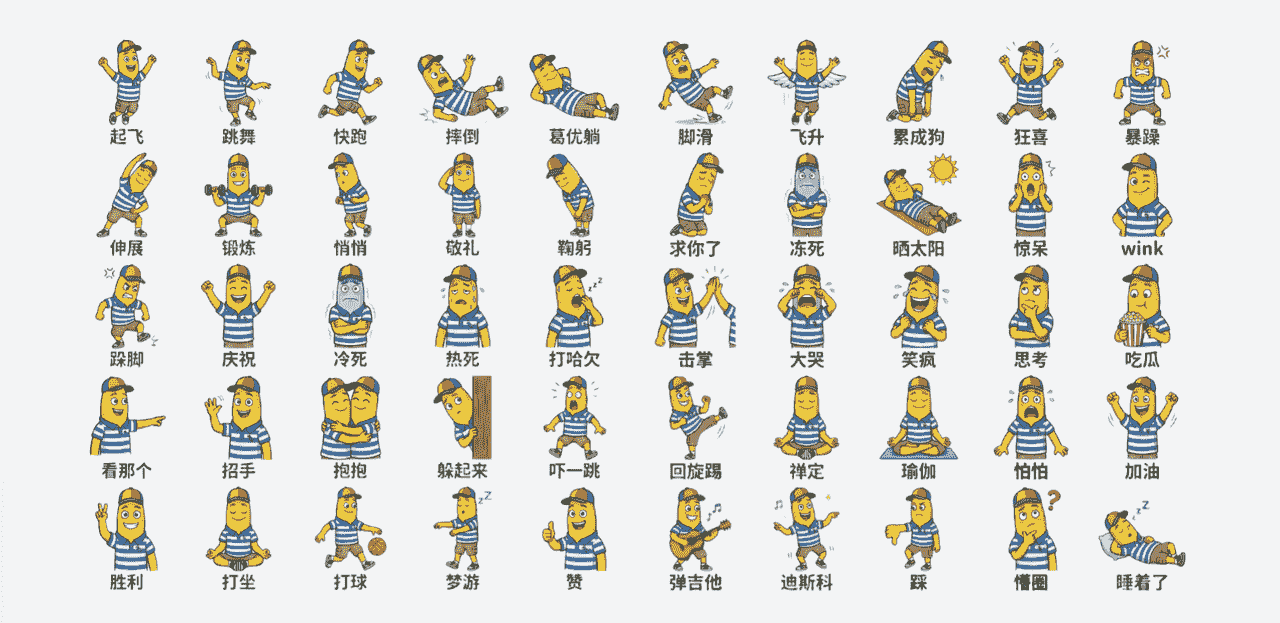 起飞 跳舞 快跑 摔倒 葛优躺 脚滑 飞升 累成狗 狂喜 暴躁
伸展 锻炼 悄悄 敬礼 鞠躬 求你了 冻死 晒太阳 惊呆 wink
跺脚 庆祝 冷死 热死 打哈欠 击掌 大哭 笑疯 思考 吃瓜
看那个 招手 抱抱 躲起来 吓一跳 回旋踢 禅定 瑜伽 怕怕 加油
zZ zZ
胜利 打坐 打球 梦游 赞 弹吉他 迪斯科 踩 懵圈 睡着了